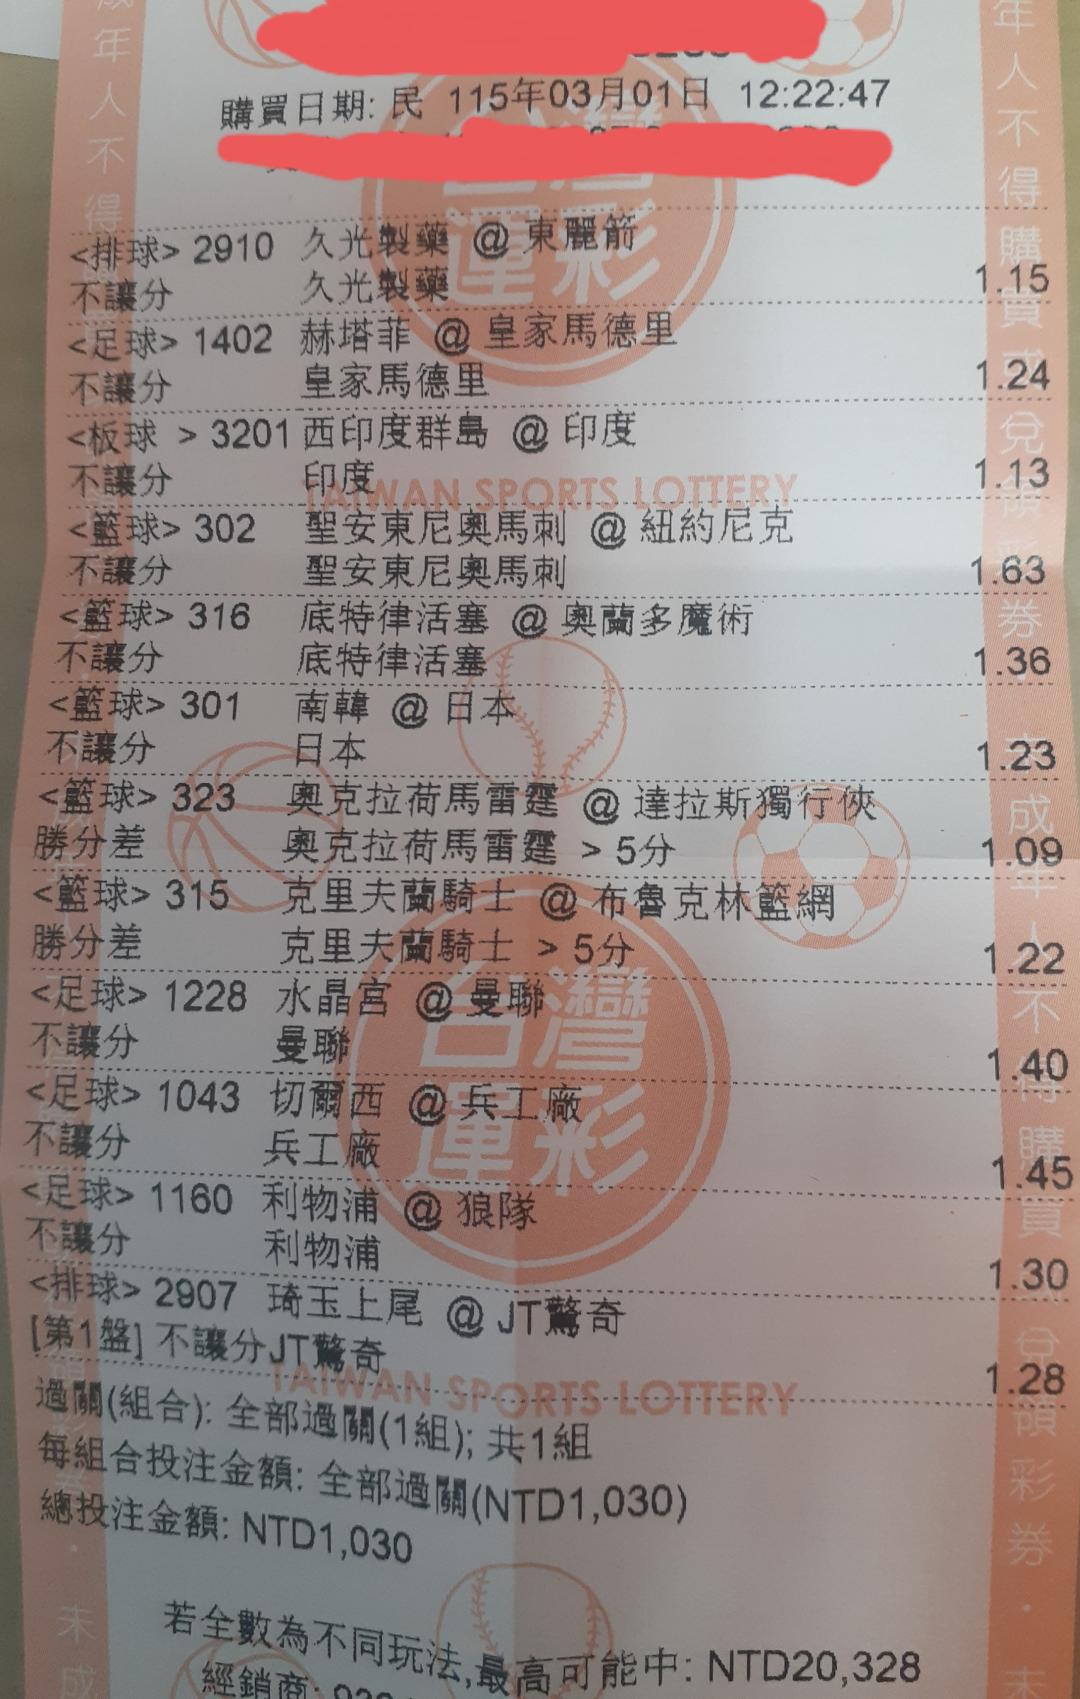 購買日期: 民 115年03月01日 12:22:47
<排球> 2910 久光製藥 @ 東麗箭
不讓分 久光製藥 1.15
<足球> 1402 赫塔菲 @ 皇家馬德里
不讓分 皇家馬德里 1.24
<板球 > 3201 西印度群島 @ 印度
不讓分 印度 1.13
TAIWAN SPORTS LOTTERY
<籃球> 302 聖安東尼奧馬刺 @ 紐約尼克
不讓分 聖安東尼奧馬刺 1.63
<籃球> 316 底特律活塞 @ 奧蘭多魔術
不讓分 底特律活塞 1.36
<籃球> 301 南韓 @ 日本
不讓分 日本 1.23
<籃球> 323 奧克拉荷馬雷霆 @ 達拉斯獨行俠
勝分差 奧克拉荷馬雷霆 > 5分 1.09
<籃球> 315 克里夫蘭騎士 @ 布魯克林籃網
勝分差 克里夫蘭騎士 > 5分 1.22
<足球> 1228 水晶宮 @ 曼聯
不讓分 曼聯 1.40
台灣運彩
<足球> 1043 切爾西 @ 兵工廠
不讓分 兵工廠 1.45
<足球> 1160 利物浦 @ 狼隊
不讓分 利物浦 1.30
<排球> 2907 琦玉上尾 @ JT驚奇
[第1盤] 不讓分 JT驚奇 1.28
TAIWAN SPORTS LOTTERY
過關(組合): 全部過關(1組); 共1組
每組合投注金額: 全部過關(NTD1,030)
總投注金額: NTD1,030
若全數為不同玩法,最高可能中: NTD20,328
經銷商: